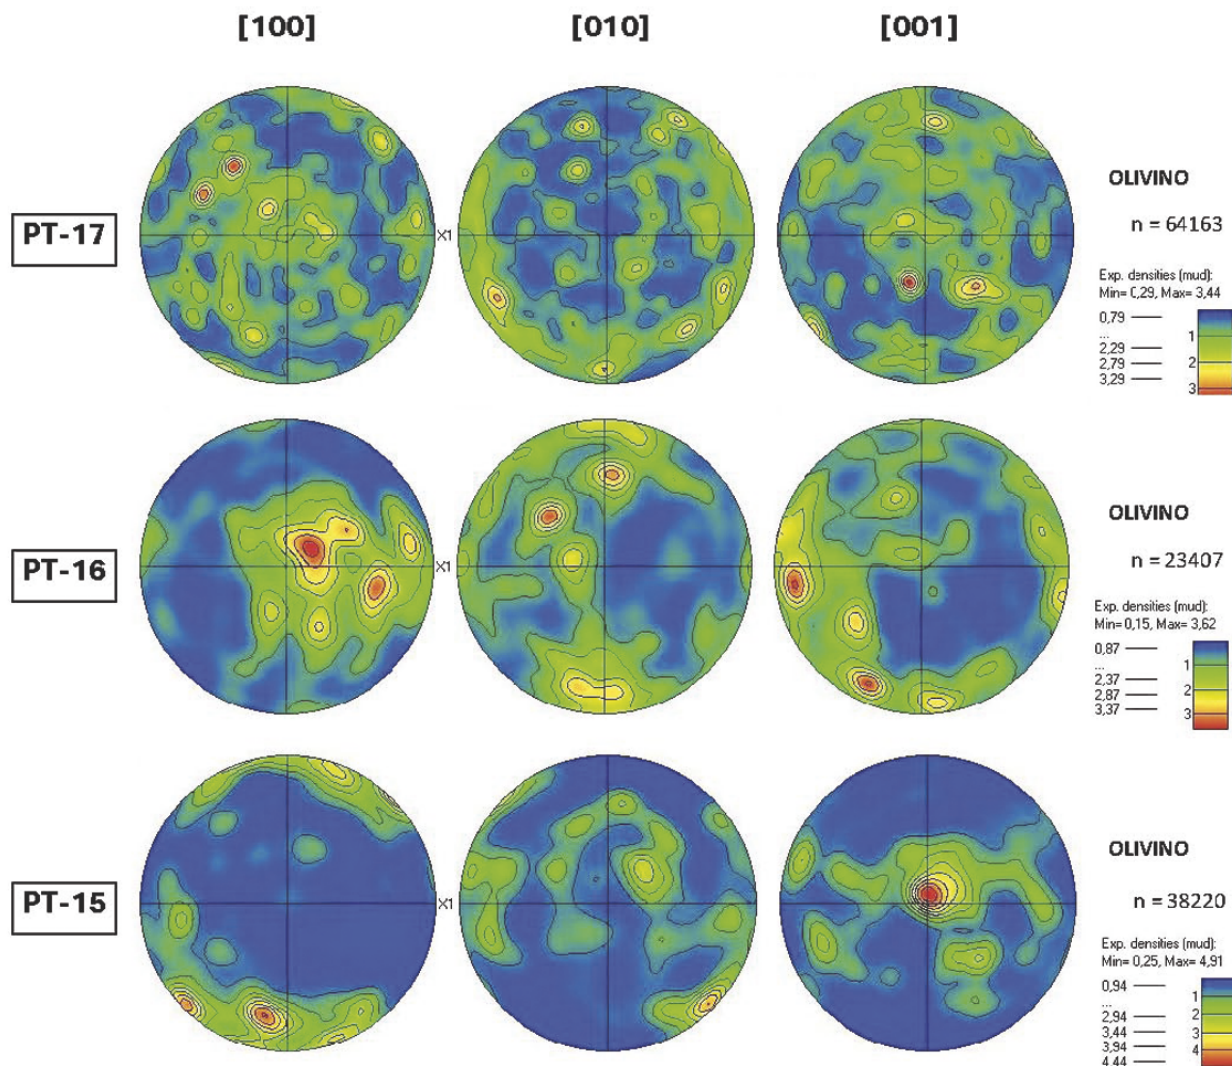 [100] [010] [001]
PT-17
X1
OLIVINO
n = 64163
Exp. densities (mud):
Min= 0,29, Max= 3,44
0,79
...
2,29
2,79
3,29
1
2
3
PT-16
X1
OLIVINO
n = 23407
Exp. densities (mud):
Min= 0,15, Max= 3,62
0,87
...
2,37
2,87
3,37
1
2
3
PT-15
X1
OLIVINO
n = 38220
Exp. densities (mud):
Min= 0,25, Max= 4,91
0,94
...
2,94
3,44
3,94
4,44
1
2
3
4